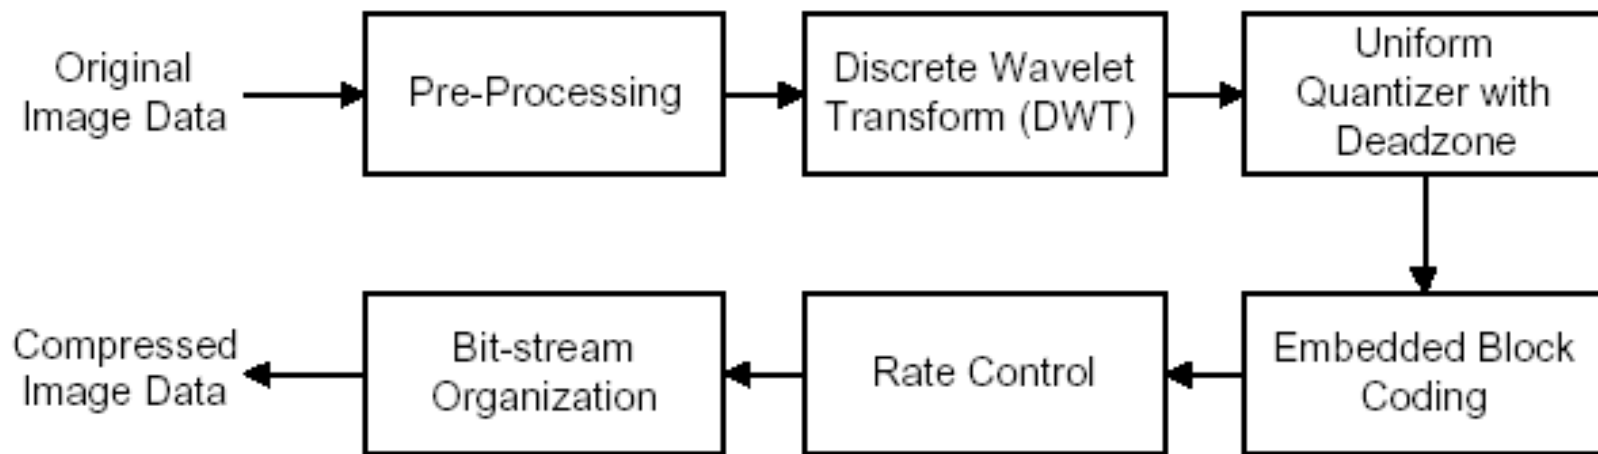 Original
Image Data
Pre-Processing
Discrete Wavelet
Transform (DWT)
Uniform
Quantizer with
Deadzone
Embedded Block
Coding
Rate Control
Bit-stream
Organization
Compressed
Image Data